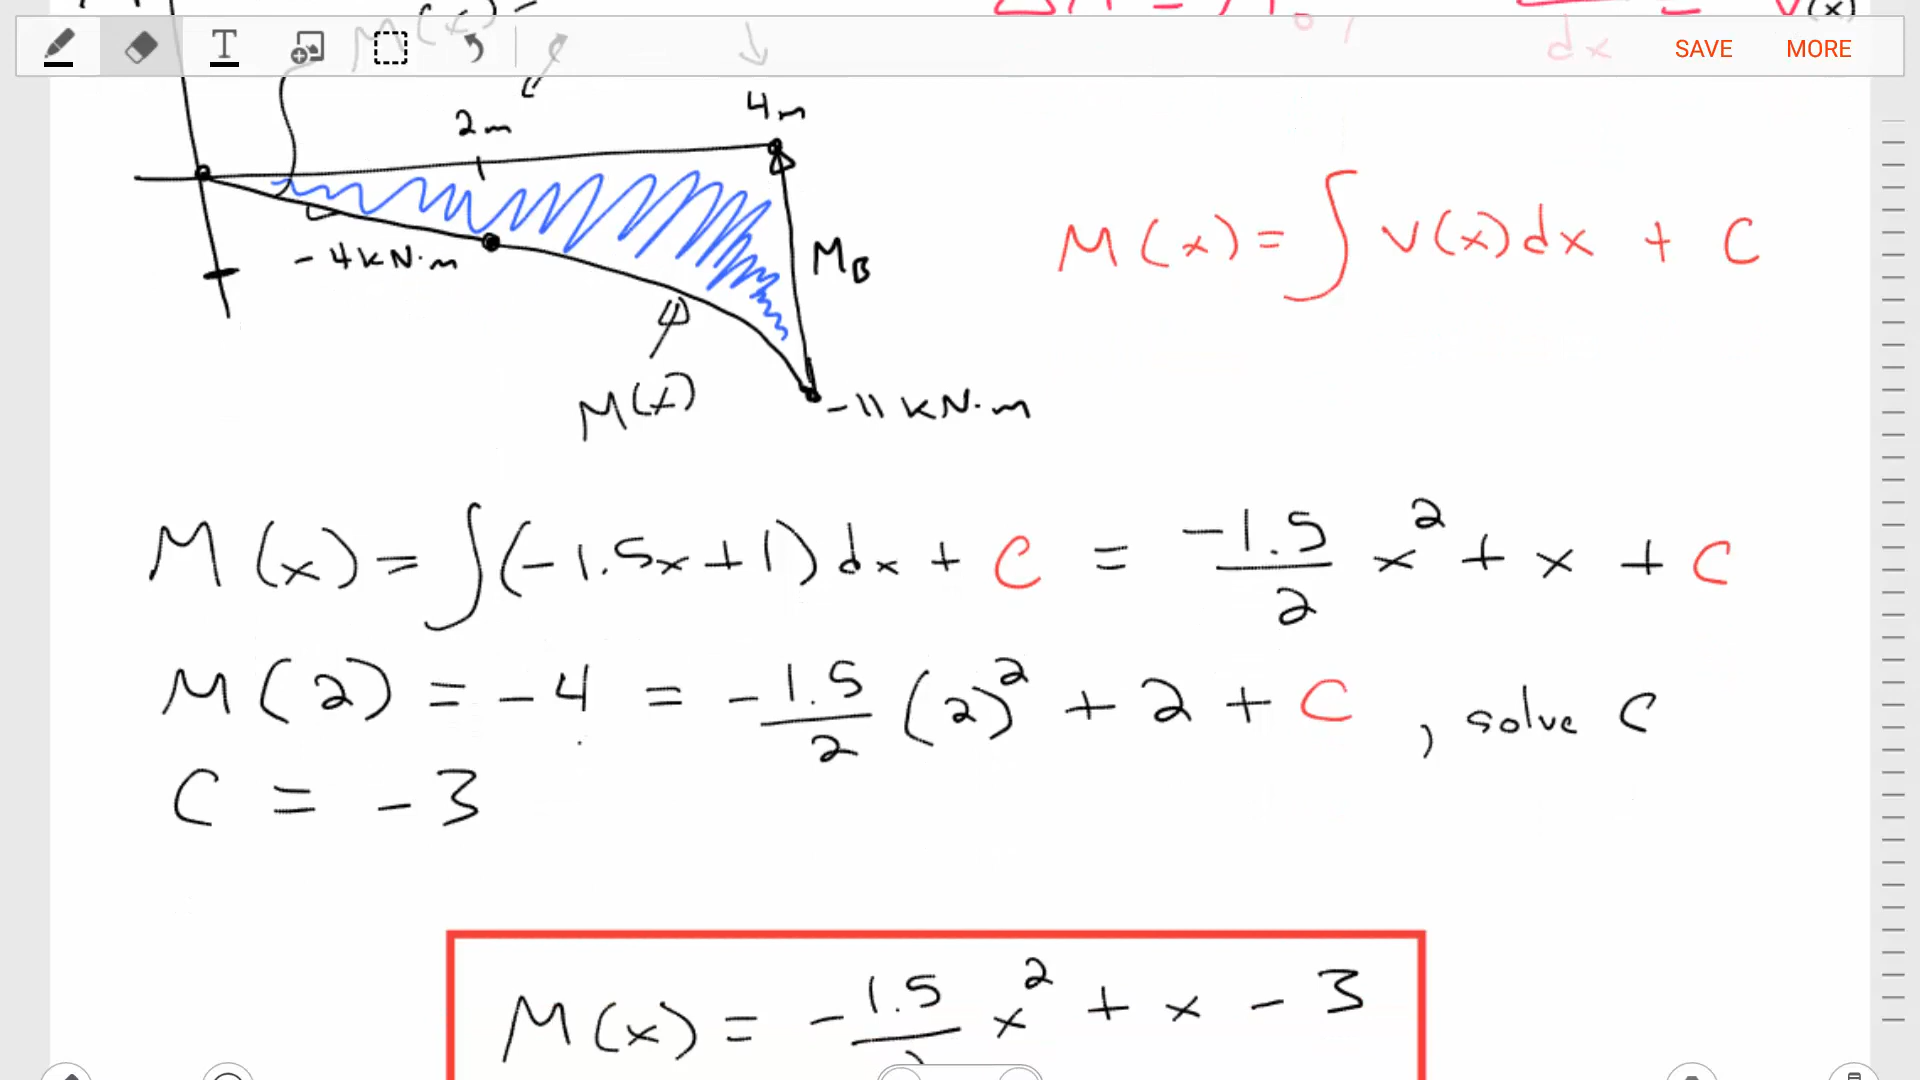 M(x) =
V(x)
dx
T
SAVE
MORE
2m
4m
M(x) = ∫ V(x) dx + C
-4kN·m
M_B
M(x)
-11 kN·m
M(x) = ∫(-1.5x+1) dx + C = -1.5/2 x² + x + C
M(2) = -4 = -1.5/2 (2)² + 2 + C , solve C
C = -3
M(x) = -1.5/ x² + x - 3